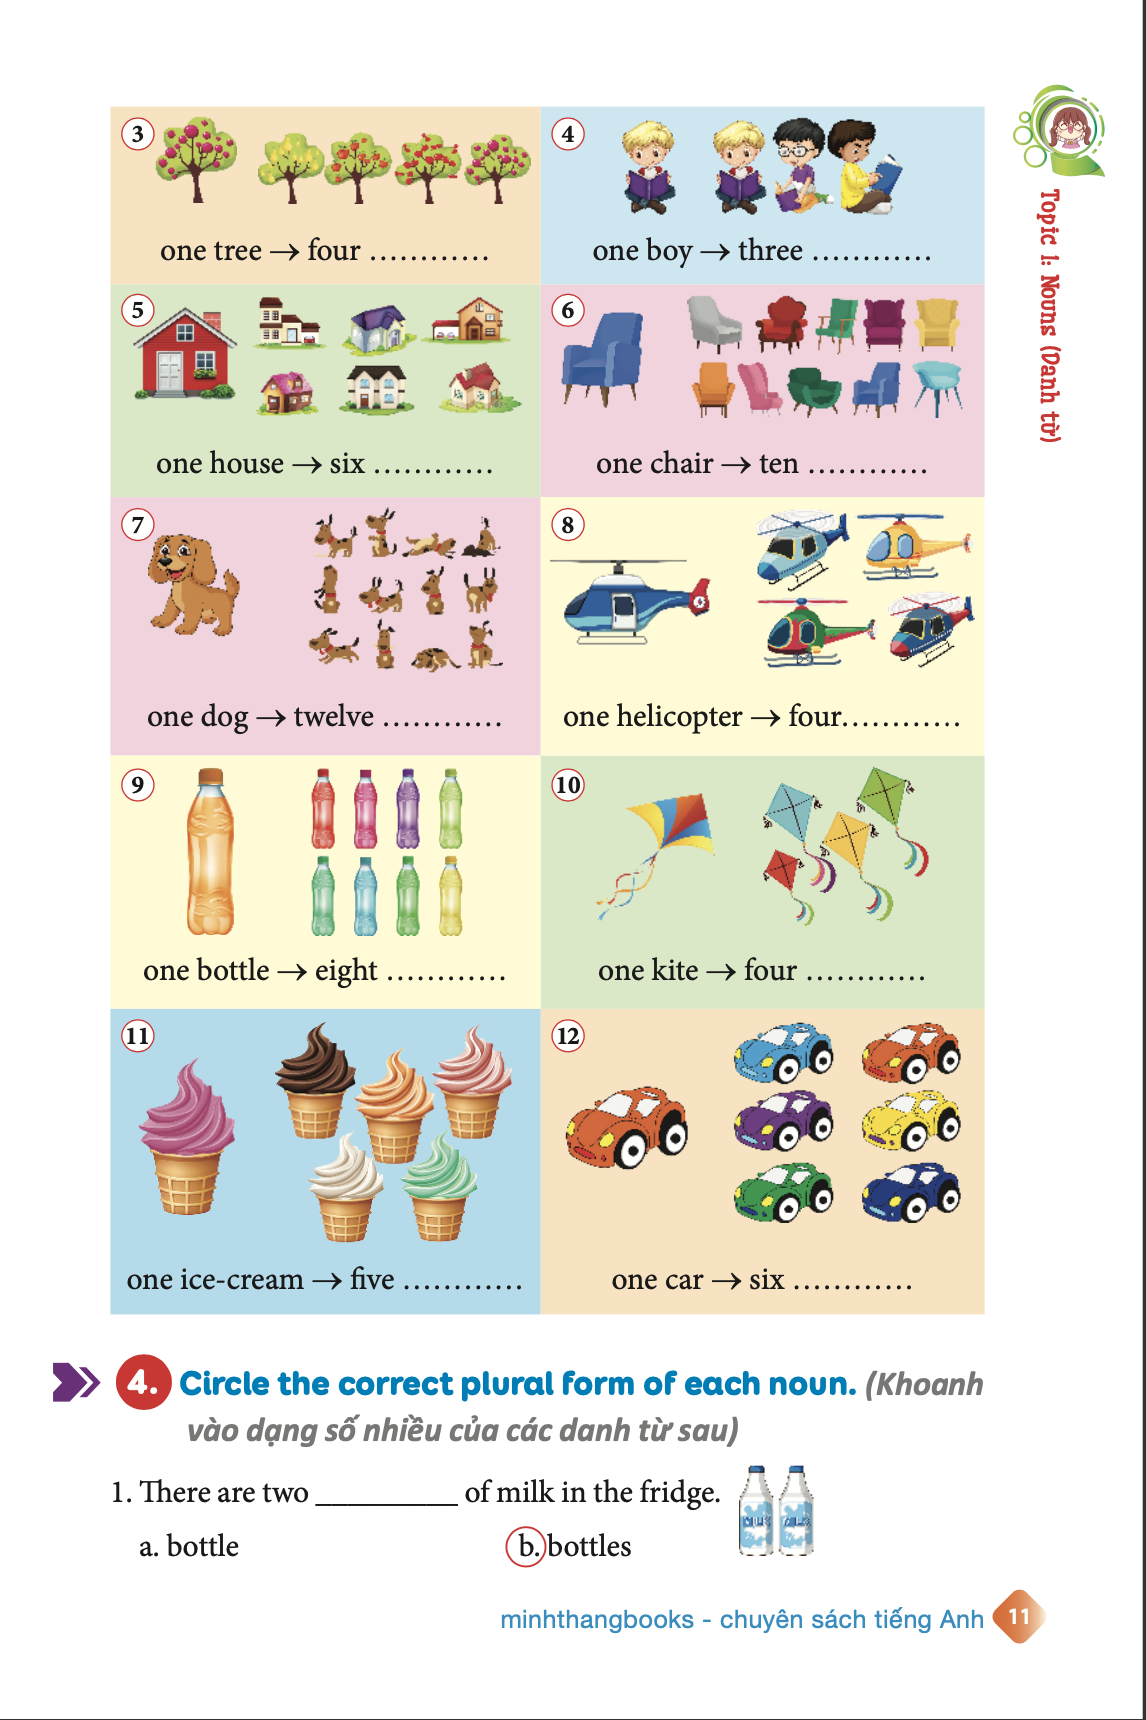 3
one tree → four ............
4
one boy → three ............
5
one house → six ............
6
one chair → ten ............
7
one dog → twelve ............
8
one helicopter → four............
9
one bottle → eight ............
10
one kite → four ............
11
one ice-cream → five ............
12
one car → six ............
Topic 1: Nouns (Danh từ)
4. Circle the correct plural form of each noun. (Khoanh
vào dạng số nhiều của các danh từ sau)
1. There are two _________ of milk in the fridge.
MILK MILK
a. bottle b. bottles
minhthangbooks - chuyên sách tiếng Anh 11